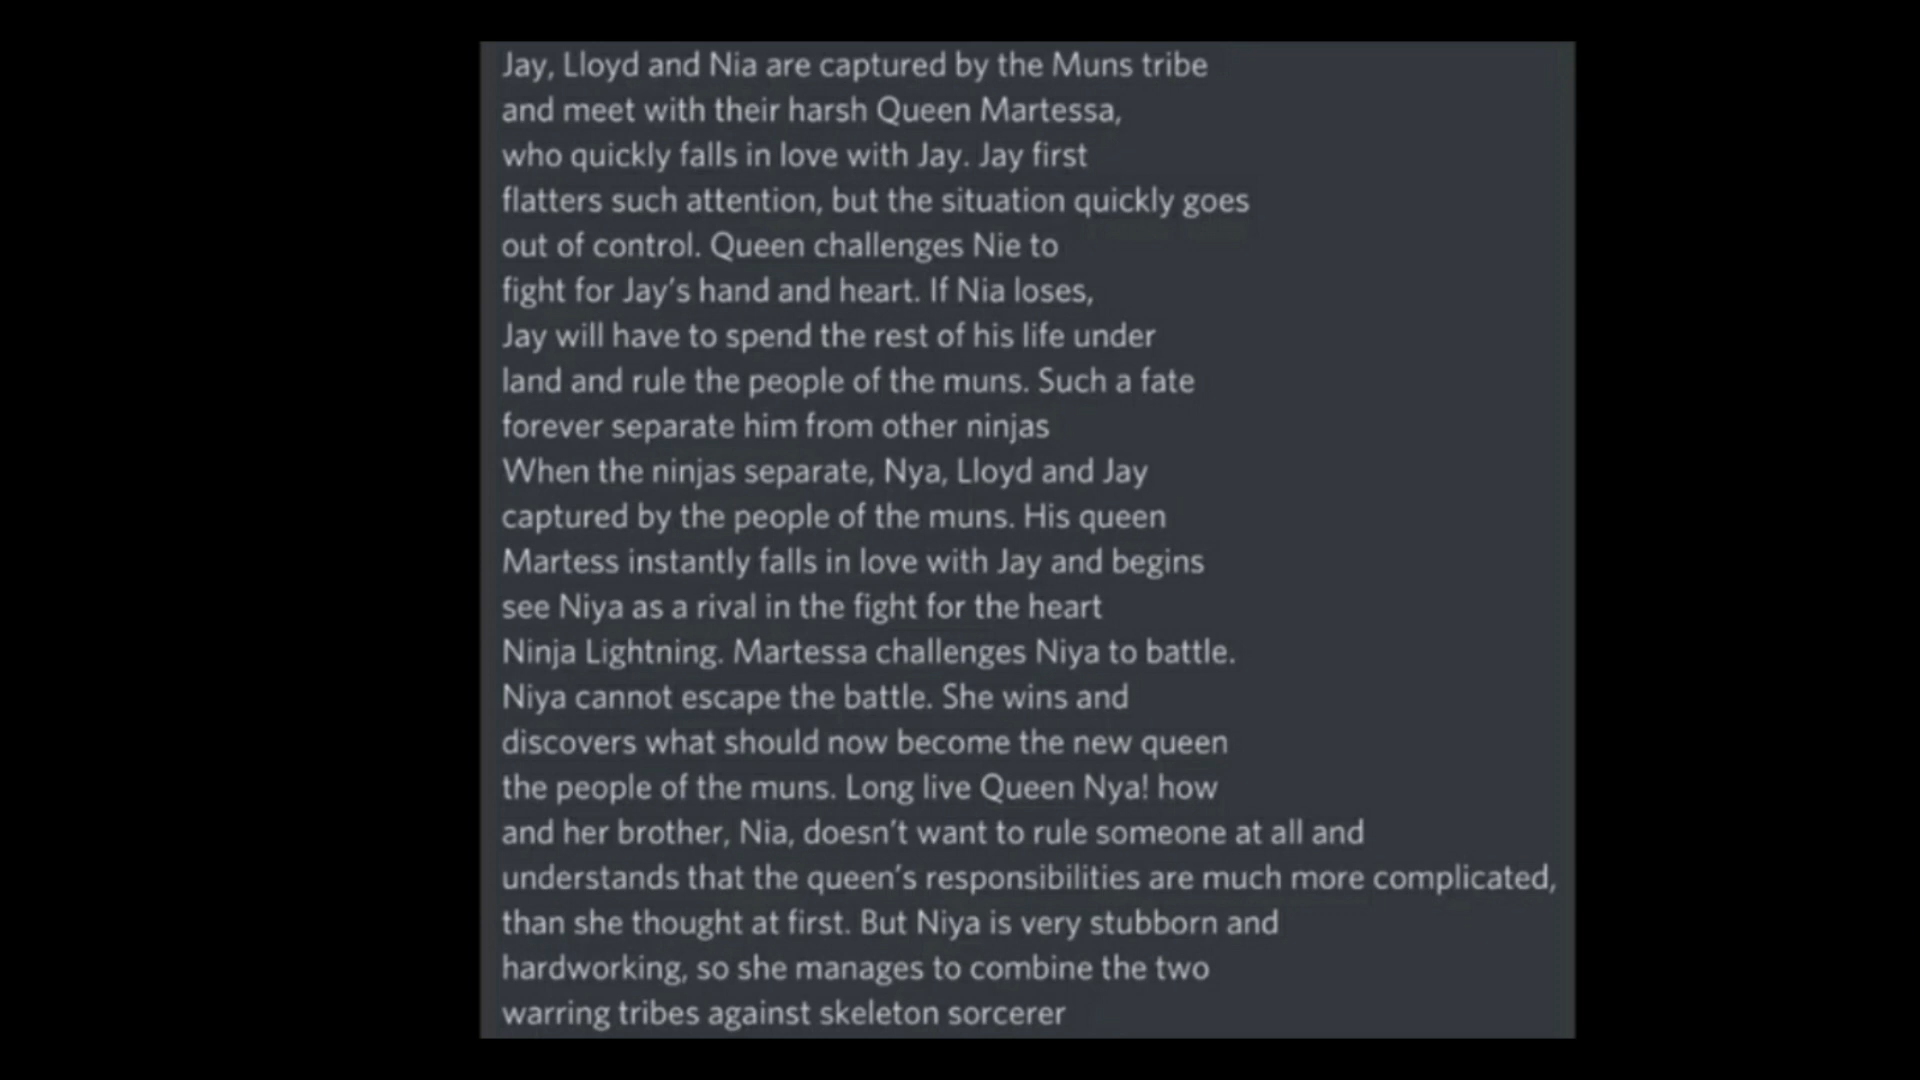 Jay, Lloyd and Nia are captured by the Muns tribe
and meet with their harsh Queen Martessa,
who quickly falls in love with Jay. Jay first
flatters such attention, but the situation quickly goes
out of control. Queen challenges Nie to
fight for Jay's hand and heart. If Nia loses,
Jay will have to spend the rest of his life under
land and rule the people of the muns. Such a fate
forever separate him from other ninjas
When the ninjas separate, Nya, Lloyd and Jay
captured by the people of the muns. His queen
Martess instantly falls in love with Jay and begins
see Niya as a rival in the fight for the heart
Ninja Lightning. Martessa challenges Niya to battle.
Niya cannot escape the battle. She wins and
discovers what should now become the new queen
the people of the muns. Long live Queen Nya! how
and her brother, Nia, doesn't want to rule someone at all and
understands that the queen's responsibilities are much more complicated,
than she thought at first. But Niya is very stubborn and
hardworking, so she manages to combine the two
warring tribes against skeleton sorcerer